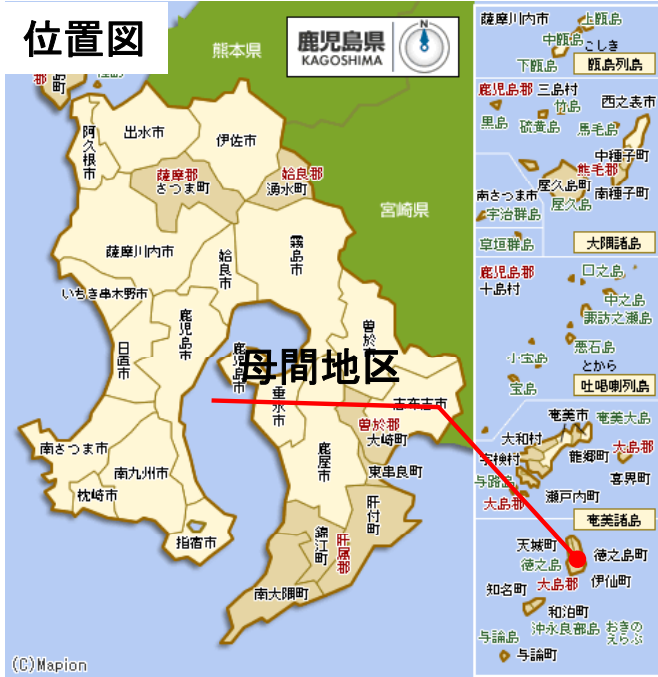 位置図
熊本県
鹿児島県
KAGOSHIMA
N
宮崎県
郡
町
阿久根市
出水市
伊佐市
薩摩郡
さつま町
姶良郡
湧水町
薩摩川内市
姶良市
霧島市
いちき串木野市
鹿児島市
日置市
鹿児島市
曽於市
母間地区
垂水市
志布志市
曽於郡
大崎町
南さつま市
南九州市
鹿屋市
東串良町
枕崎市
指宿市
錦江町
肝属郡
肝付町
南大隅町
(C)Mapion
薩摩川内市
上甑島
中甑島
下甑島
こしき
甑島列島
鹿児島郡
三島村
竹島
黒島
硫黄島
馬毛島
西之表市
中種子町
熊毛郡
屋久島町
屋久島
南種子町
南さつま市
宇治群島
草垣群島
大隅諸島
鹿児島郡
十島村
口之島
中之島
諏訪之瀬島
悪石島
小宝島
宝島
とから
吐噶喇列島
奄美市
奄美大島
大和村
龍郷町
大島郡
宇検村
喜界町
与路島
大島郡
瀬戸内町
奄美諸島
天城町
徳之島町
徳之島
大島郡
伊仙町
知名町
和泊町
沖永良部島
おきの
えらぶ
与論島
与論町